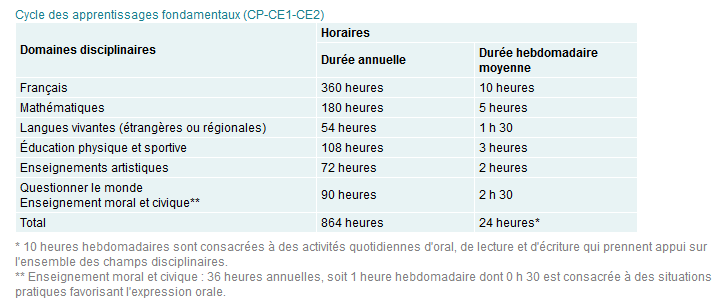 Cycle des apprentissages fondamentaux (CP-CE1-CE2)
Domaines disciplinaires
Horaires
Durée annuelle
Durée hebdomadaire
moyenne
Français 360 heures 10 heures
Mathématiques 180 heures 5 heures
Langues vivantes (étrangères ou régionales) 54 heures 1 h 30
Éducation physique et sportive 108 heures 3 heures
Enseignements artistiques 72 heures 2 heures
Questionner le monde
Enseignement moral et civique** 90 heures 2 h 30
Total 864 heures 24 heures*
* 10 heures hebdomadaires sont consacrées à des activités quotidiennes d'oral, de lecture et d'écriture qui prennent appui sur
l'ensemble des champs disciplinaires.
** Enseignement moral et civique : 36 heures annuelles, soit 1 heure hebdomadaire dont 0 h 30 est consacrée à des situations
pratiques favorisant l'expression orale.